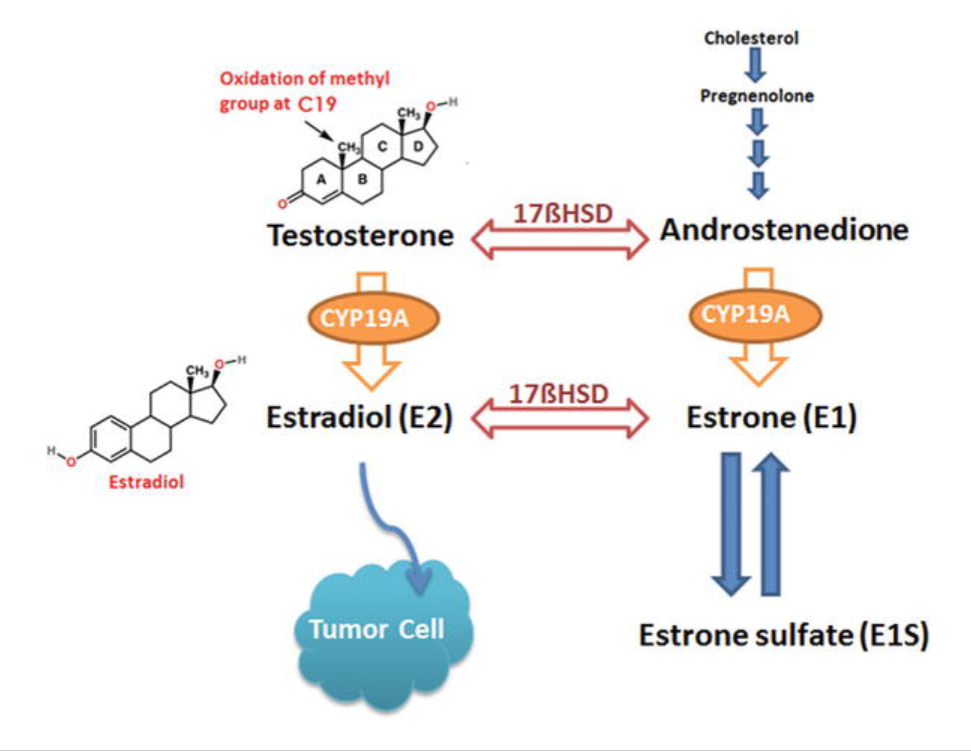 Cholesterol
Oxidation of methyl
group at C19
Pregnenolone
CH3
O
H
CH3
C
D
A
B
O
Testosterone
17ßHSD
Androstenedione
CYP19A
CYP19A
CH3
O
H
H
O
Estradiol
Estradiol (E2)
17ßHSD
Estrone (E1)
Tumor Cell
Estrone sulfate (E1S)